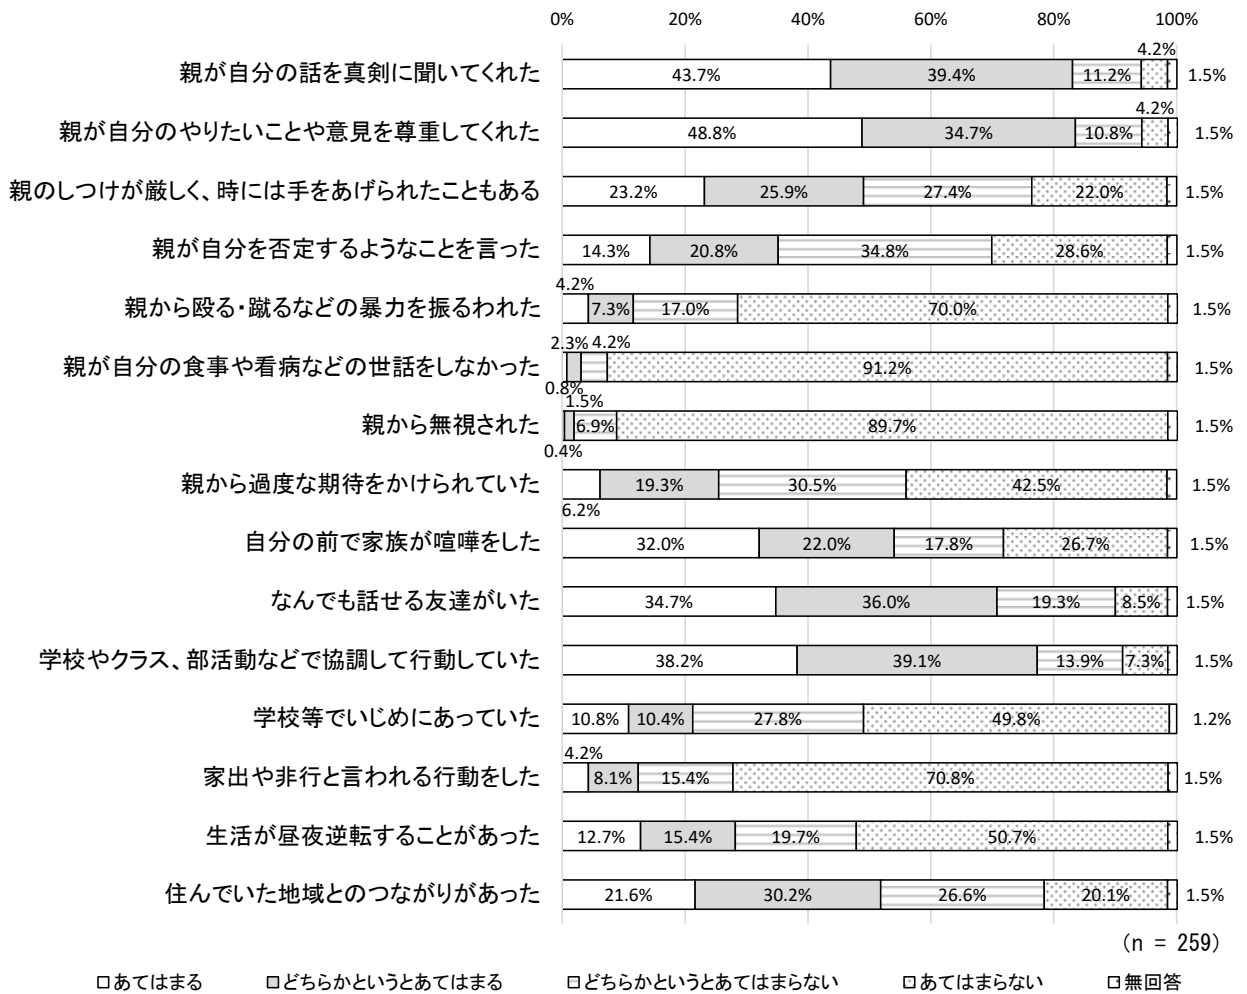 0% 20% 40% 60% 80% 100%
4.2%
親が自分の話を真剣に聞いてくれた 43.7% 39.4% 11.2% 1.5%
4.2%
親が自分のやりたいことや意見を尊重してくれた 48.8% 34.7% 10.8% 1.5%
親のしつけが厳しく、時には手をあげられたこともある 23.2% 25.9% 27.4% 22.0% 1.5%
親が自分を否定するようなことを言った 14.3% 20.8% 34.8% 28.6% 1.5%
4.2%
親から殴る・蹴るなどの暴力を振るわれた 7.3% 17.0% 70.0% 1.5%
2.3% 4.2%
親が自分の食事や看病などの世話をしなかった 91.2% 1.5%
0.8%
1.5%
親から無視された 6.9% 89.7% 1.5%
0.4%
親から過度な期待をかけられていた 19.3% 30.5% 42.5% 1.5%
6.2%
自分の前で家族が喧嘩をした 32.0% 22.0% 17.8% 26.7% 1.5%
なんでも話せる友達がいた 34.7% 36.0% 19.3% 8.5% 1.5%
学校やクラス、部活動などで協調して行動していた 38.2% 39.1% 13.9% 7.3% 1.5%
学校等でいじめにあっていた 10.8% 10.4% 27.8% 49.8% 1.2%
4.2%
家出や非行と言われる行動をした 8.1% 15.4% 70.8% 1.5%
生活が昼夜逆転することがあった 12.7% 15.4% 19.7% 50.7% 1.5%
住んでいた地域とのつながりがあった 21.6% 30.2% 26.6% 20.1% 1.5%
(n = 259)
あてはまる どちらかというとあてはまる どちらかというとあてはまらない あてはまらない 無回答